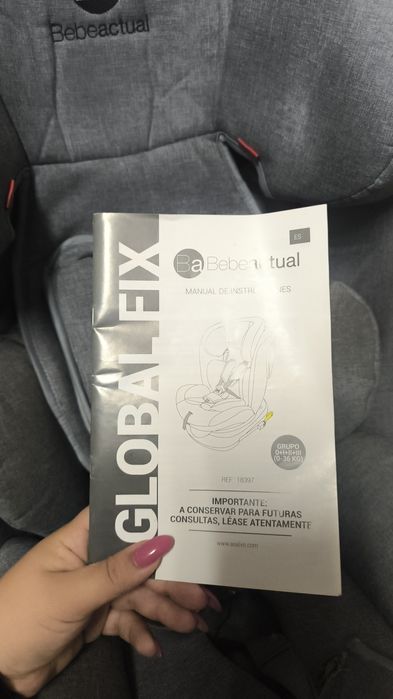 Bebeactual
GLOBAL FIX
ES
Ba Bebeactual
MANUAL DE INSTRUCCIONES
GRUPO
0+I+II+III
(0-36 KG)
REF.: 18397
IMPORTANTE:
A CONSERVAR PARA FUTURAS
CONSULTAS, LÉASE ATENTAMENTE